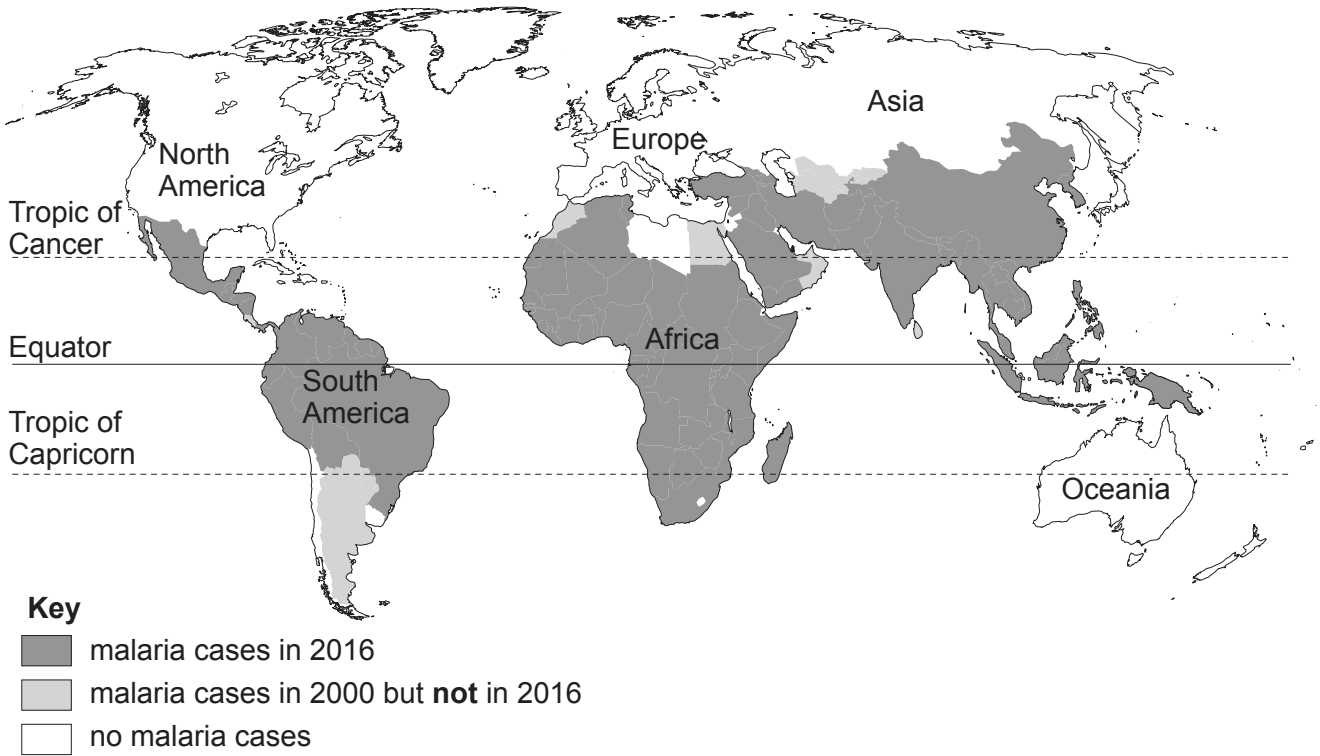 Asia
Europe
North
America
Tropic of
Cancer
Africa
Equator
South
America
Tropic of
Capricorn
Oceania
Key
malaria cases in 2016
malaria cases in 2000 but not in 2016
no malaria cases